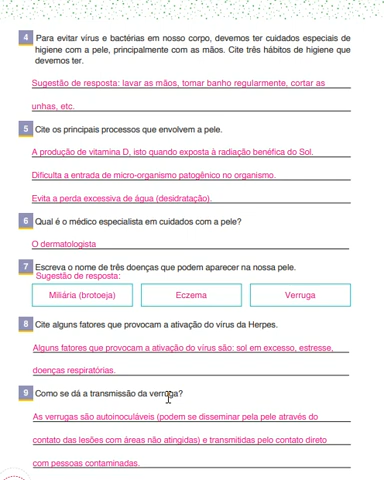 4 Para evitar vírus e bactérias em nosso corpo, devemos ter cuidados especiais de
higiene com a pele, principalmente com as mãos. Cite três hábitos de higiene que
devemos ter.
Sugestão de resposta: lavar as mãos, tomar banho regularmente, cortar as
unhas, etc.
5 Cite os principais processos que envolvem a pele.
A produção de vitamina D, isto quando exposta à radiação benéfica do Sol.
Dificulta a entrada de micro-organismo patogênico no organismo.
Evita a perda excessiva de água (desidratação).
6 Qual é o médico especialista em cuidados com a pele?
O dermatologista
7 Escreva o nome de três doenças que podem aparecer na nossa pele.
Sugestão de resposta:
Miliária (brotoeja) Eczema Verruga
8 Cite alguns fatores que provocam a ativação do vírus da Herpes.
Alguns fatores que provocam a ativação do vírus são: sol em excesso, estresse,
doenças respiratórias.
9 Como se dá a transmissão da verruga?
As verrugas são autoinoculáveis (podem se disseminar pela pele através do
contato das lesões com áreas não atingidas) e transmitidas pelo contato direto
com pessoas contaminadas.